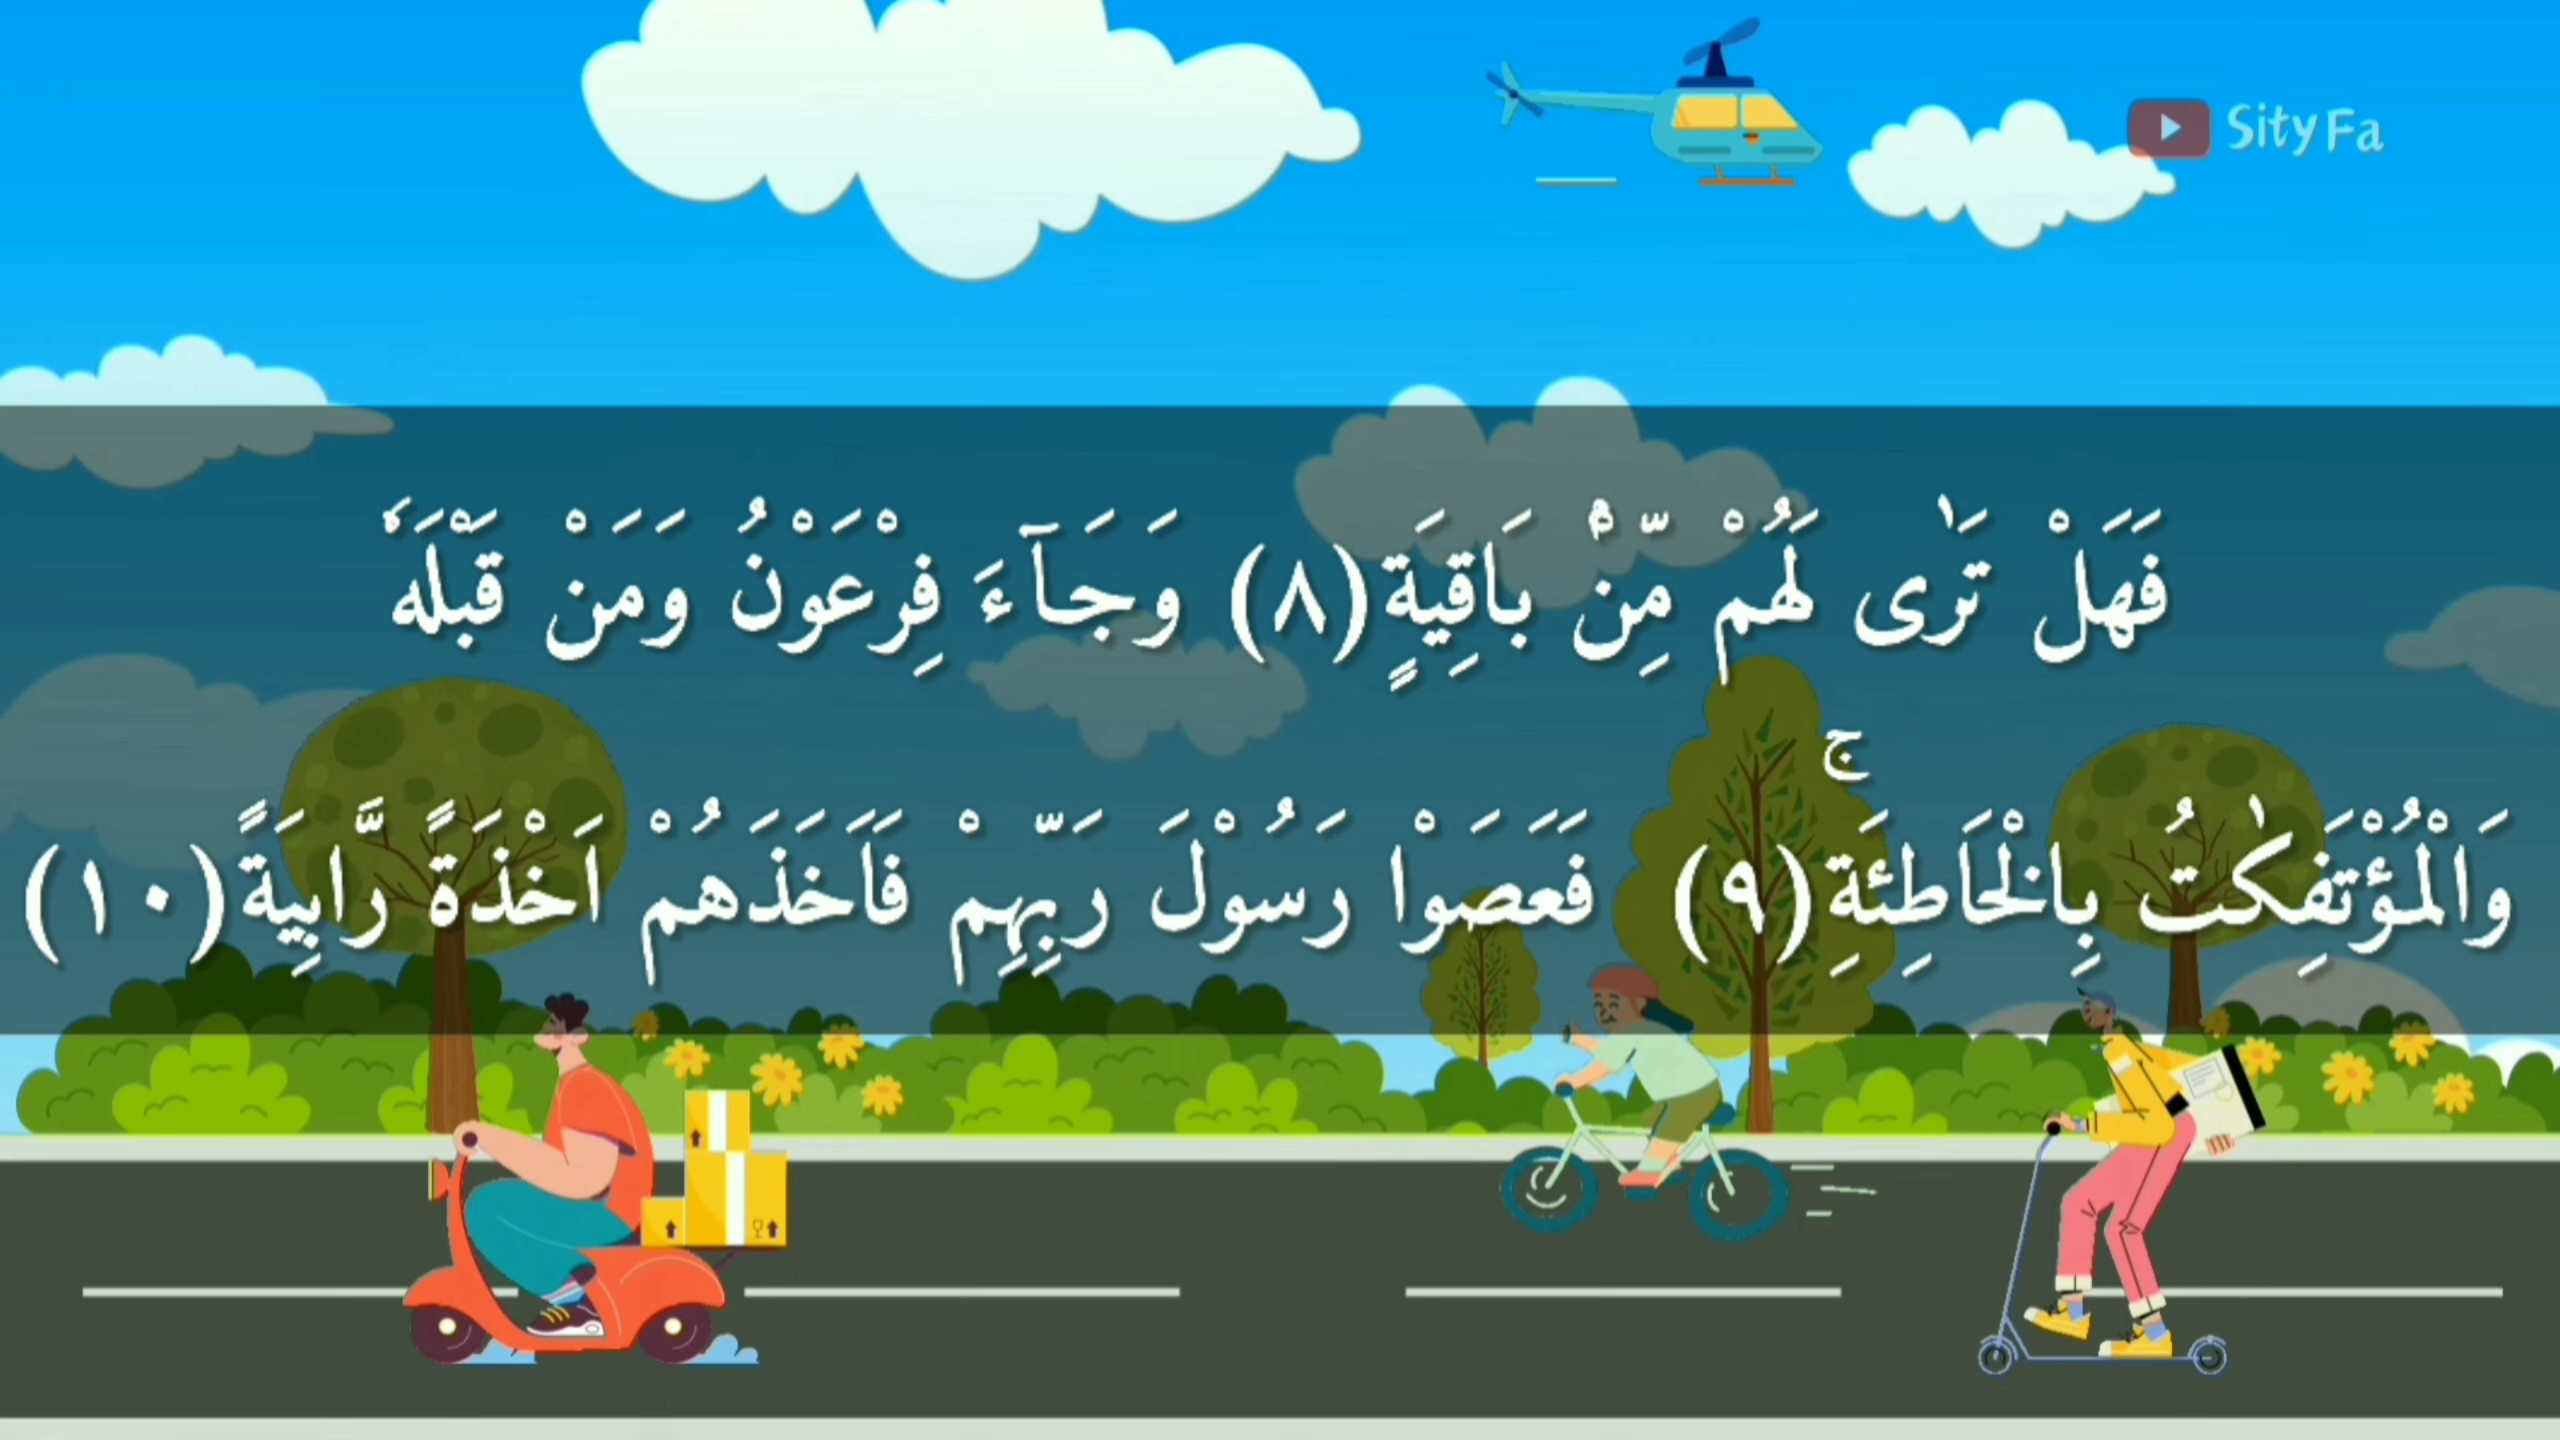 SityFa
فَهَلْ تَرٰى لَهُمْ مِّنْۢ بَاقِيَةٍ(٨) وَجَآءَ فِرْعَوْنُ وَمَنْ قَبْلَهٗ
وَالْمُؤْتَفِكٰتُ بِالْخَاطِئَةِۚ(٩) فَعَصَوْا رَسُوْلَ رَبِّهِمْ فَاَخَذَهُمْ اَخْذَةً رَّابِيَةً(١٠)